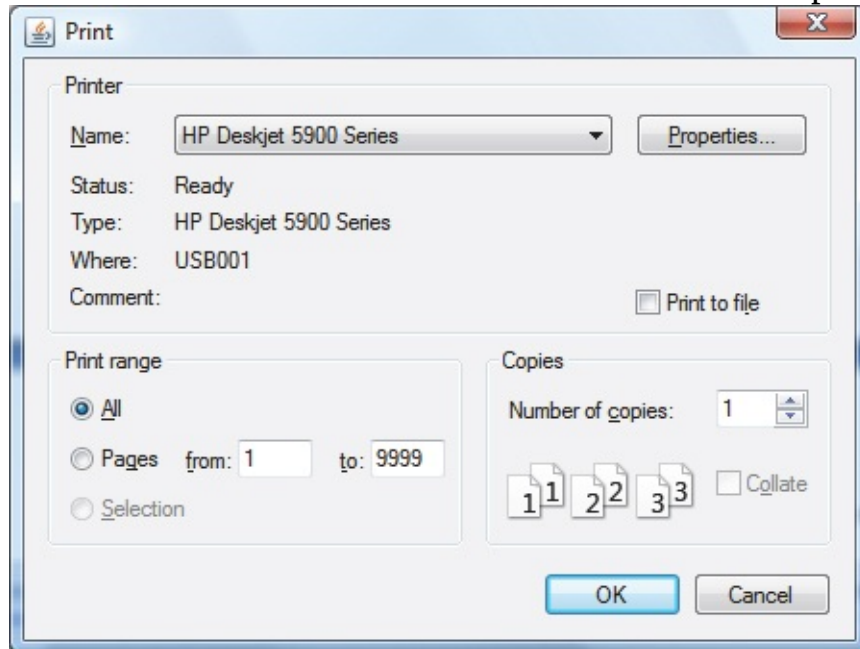 Print
Printer
Name: HP Deskjet 5900 Series Properties...
Status: Ready
Type: HP Deskjet 5900 Series
Where: USB001
Comment:
Print to file
Print range
All
Pages from: 1 to: 9999
Selection
Copies
Number of copies: 1
1 1 2 2 3 3 Collate
OK Cancel